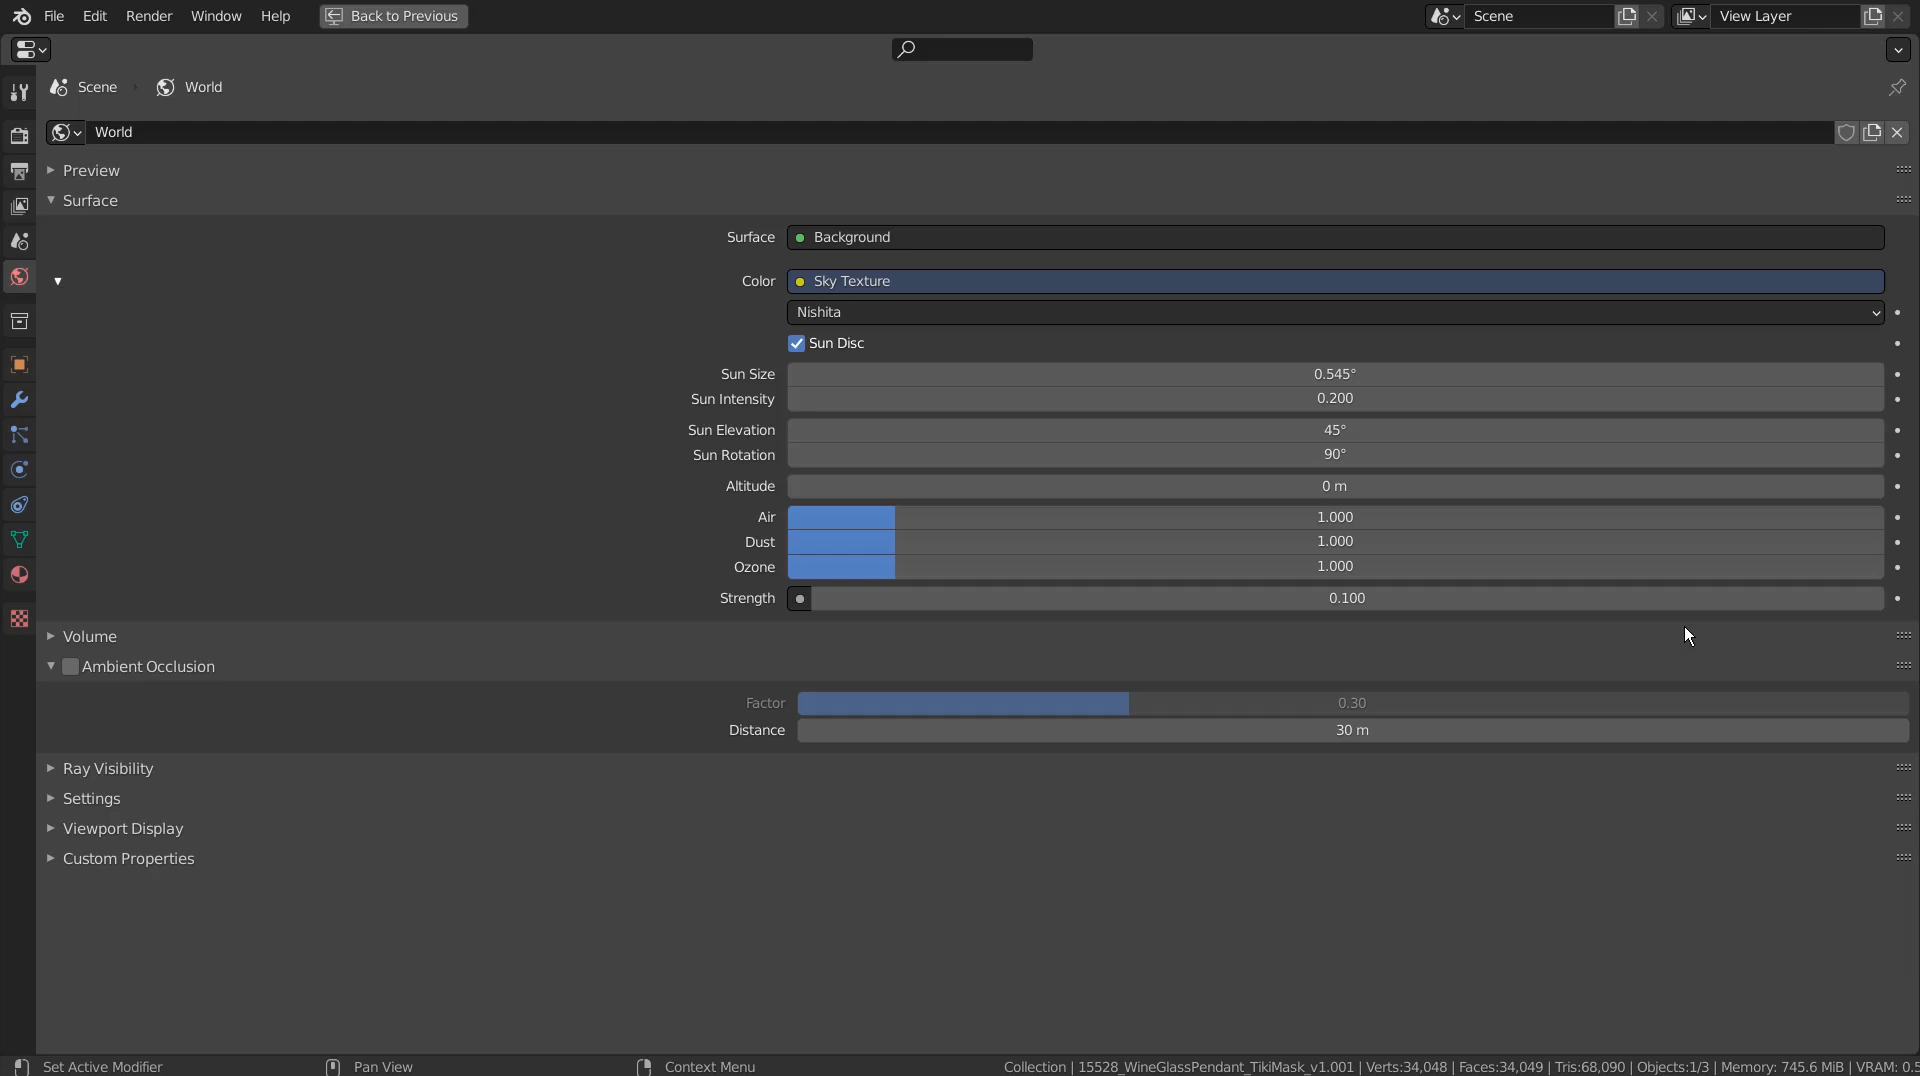 File Edit Render Window Help Back to Previous Scene View Layer
Scene World
World
Preview
Surface
Surface Background
Color Sky Texture
Nishita
Sun Disc
Sun Size 0.545°
Sun Intensity 0.200
Sun Elevation 45°
Sun Rotation 90°
Altitude 0 m
Air 1.000
Dust 1.000
Ozone 1.000
Strength 0.100
Volume
Ambient Occlusion
Factor 0.30
Distance 30 m
Ray Visibility
Settings
Viewport Display
Custom Properties
Set Active Modifier Pan View Context Menu Collection | 15528_WineGlassPendant_TikiMask_v1.001 | Verts:34,048 | Faces:34,049 | Tris:68,090 | Objects:1/3 | Memory: 745.6 MiB | VRAM: 0.5